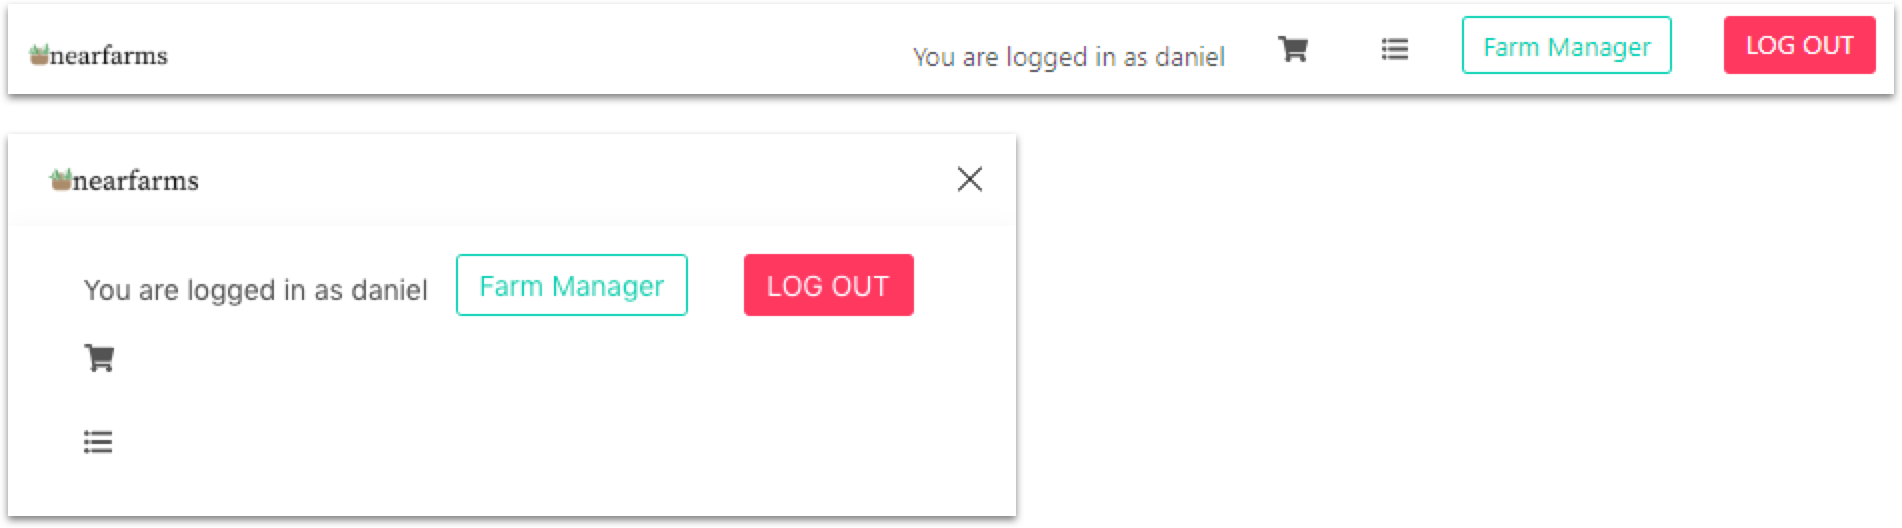 nearfarms You are logged in as daniel Farm Manager LOG OUT
nearfarms
You are logged in as daniel Farm Manager LOG OUT